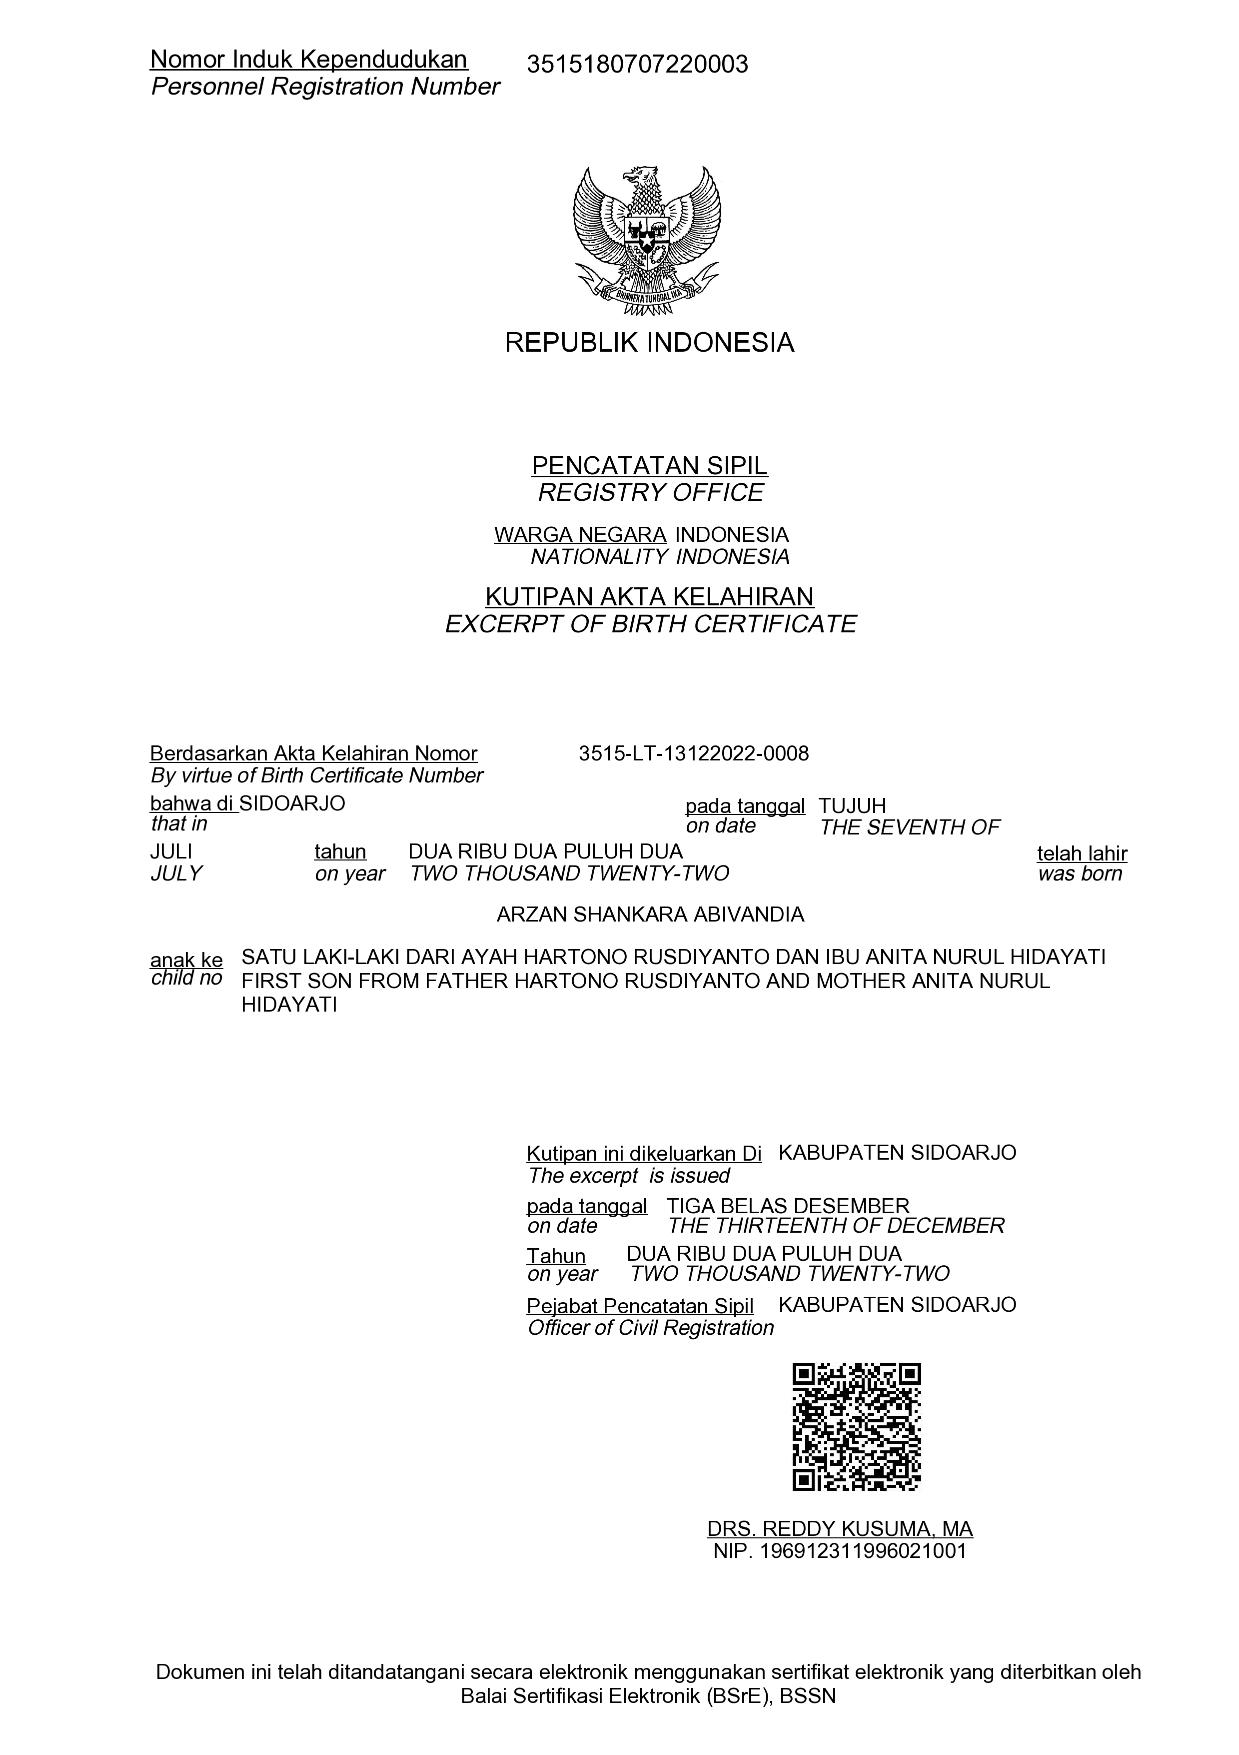 Nomor Induk Kependudukan 3515180707220003
Personnel Registration Number
BHINNEKA TUNGGAL IKA
REPUBLIK INDONESIA
PENCATATAN SIPIL
REGISTRY OFFICE
WARGA NEGARA INDONESIA
NATIONALITY INDONESIA
KUTIPAN AKTA KELAHIRAN
EXCERPT OF BIRTH CERTIFICATE
Berdasarkan Akta Kelahiran Nomor 3515-LT-13122022-0008
By virtue of Birth Certificate Number
bahwa di SIDOARJO pada tanggal TUJUH
that in on date THE SEVENTH OF
JULI tahun DUA RIBU DUA PULUH DUA telah lahir
JULY on year TWO THOUSAND TWENTY-TWO was born
ARZAN SHANKARA ABIVANDIA
anak ke SATU LAKI-LAKI DARI AYAH HARTONO RUSDIYANTO DAN IBU ANITA NURUL HIDAYATI
child no FIRST SON FROM FATHER HARTONO RUSDIYANTO AND MOTHER ANITA NURUL
HIDAYATI
Kutipan ini dikeluarkan Di KABUPATEN SIDOARJO
The excerpt is issued
pada tanggal TIGA BELAS DESEMBER
on date THE THIRTEENTH OF DECEMBER
Tahun DUA RIBU DUA PULUH DUA
on year TWO THOUSAND TWENTY-TWO
Pejabat Pencatatan Sipil KABUPATEN SIDOARJO
Officer of Civil Registration
DRS. REDDY KUSUMA, MA
NIP. 196912311996021001
Dokumen ini telah ditandatangani secara elektronik menggunakan sertifikat elektronik yang diterbitkan oleh
Balai Sertifikasi Elektronik (BSrE), BSSN